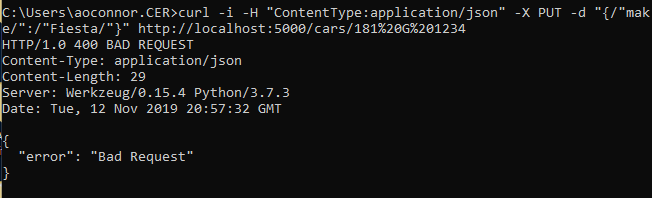 C:\Users\aoconnor.CER>curl -i -H "ContentType:application/json" -X PUT -d "{/"mak
e/":/"Fiesta/"}" http://localhost:5000/cars/181%20G%201234
HTTP/1.0 400 BAD REQUEST
Content-Type: application/json
Content-Length: 29
Server: Werkzeug/0.15.4 Python/3.7.3
Date: Tue, 12 Nov 2019 20:57:32 GMT
{
"error": "Bad Request"
}